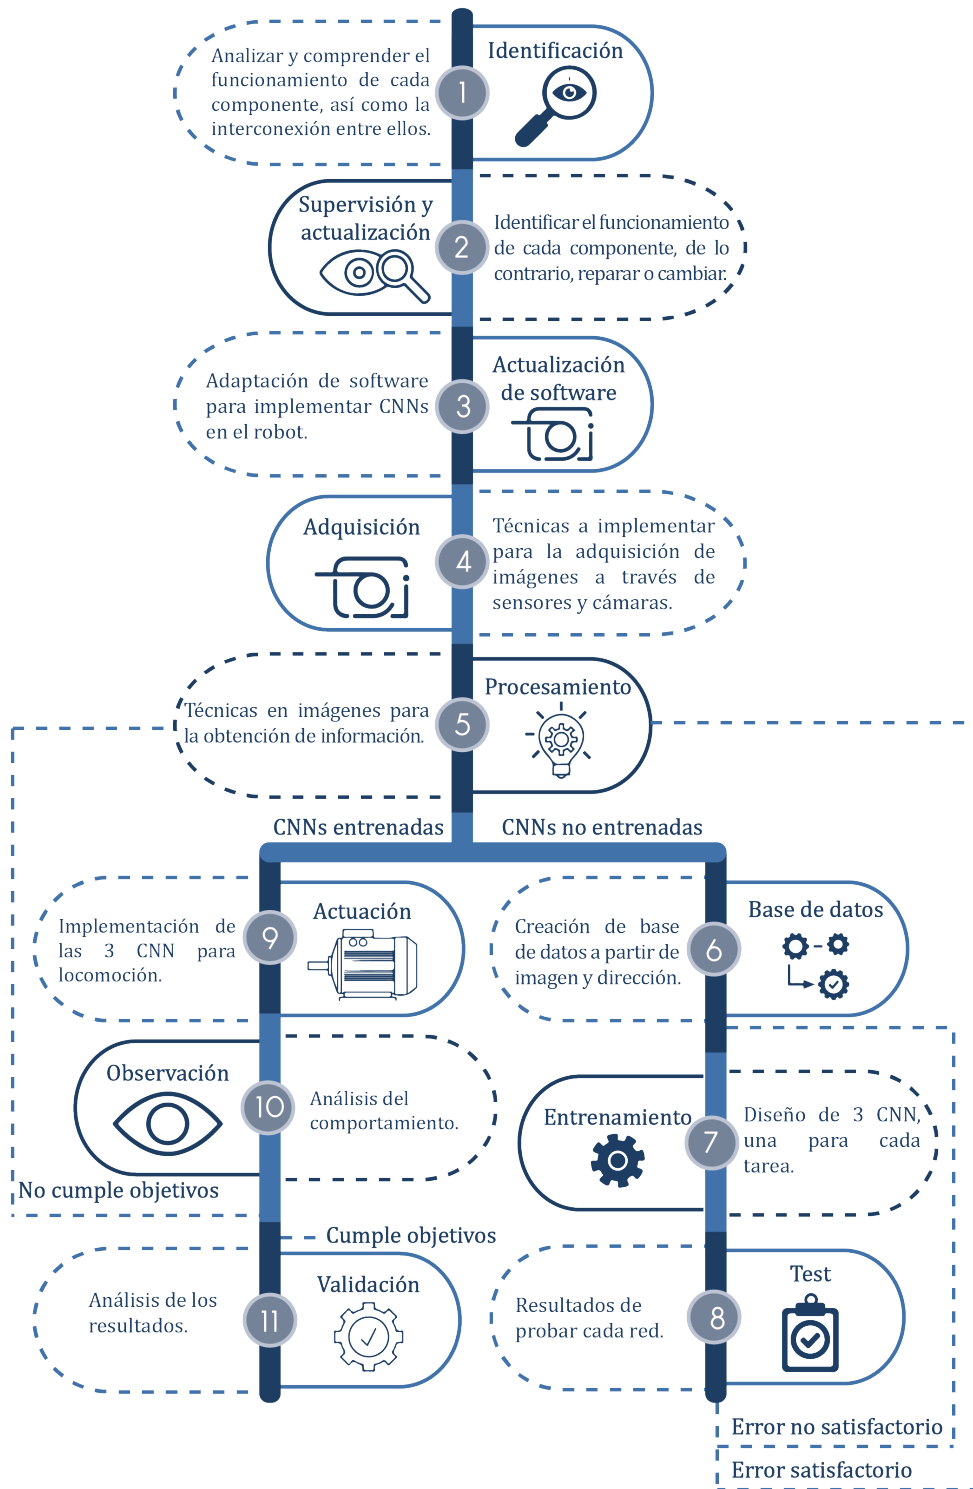 Identificación
1
Analizar y comprender el
funcionamiento de cada
componente, así como la
interconexión entre ellos.
Supervisión y
actualización
2
Identificar el funcionamiento
de cada componente, de lo
contrario, reparar o cambiar.
Actualización
de software
3
Adaptación de software
para implementar CNNs
en el robot.
Adquisición
4
Técnicas a implementar
para la adquisición de
imágenes a través de
sensores y cámaras.
Procesamiento
5
Técnicas en imágenes para
la obtención de información.
CNNs entrenadas
CNNs no entrenadas
Base de datos
6
Creación de base
de datos a partir de
imagen y dirección.
Entrenamiento
7
Diseño de 3 CNN,
una para cada
tarea.
Test
8
Resultados de
probar cada red.
Error no satisfactorio
Error satisfactorio
Actuación
9
Implementación de
las 3 CNN para
locomoción.
Observación
10
Análisis del
comportamiento.
No cumple objetivos
Cumple objetivos
Validación
11
Análisis de los
resultados.